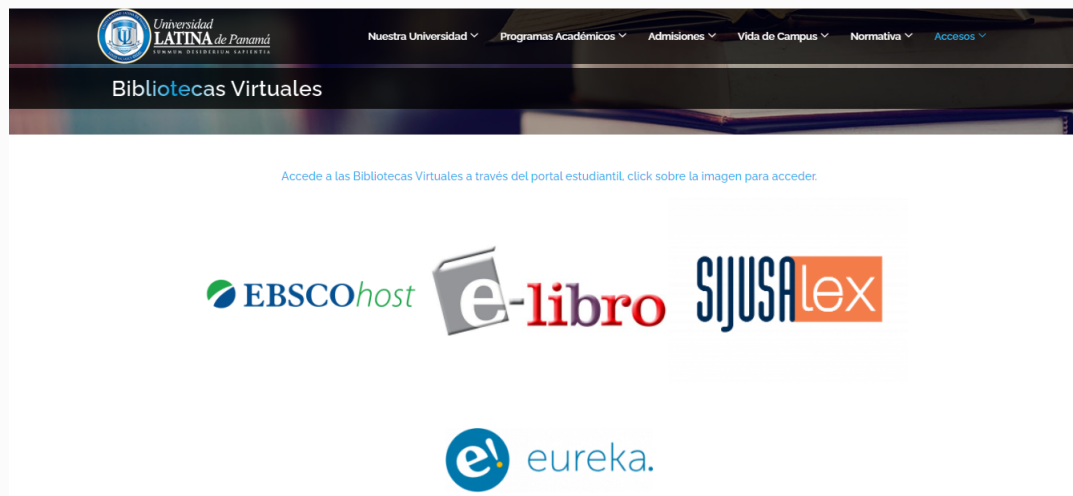 Universidad
LATINA de Panamá
SUMMUM DESIDERIUM SAPIENTIA
Nuestra Universidad
Programas Académicos
Admisiones
Vida de Campus
Normativa
Accesos
Bibliotecas Virtuales
Accede a las Bibliotecas Virtuales a través del portal estudiantil, click sobre la imagen para acceder.
EBSCOhost
e-libro
SIJUSAlex
e! eureka.